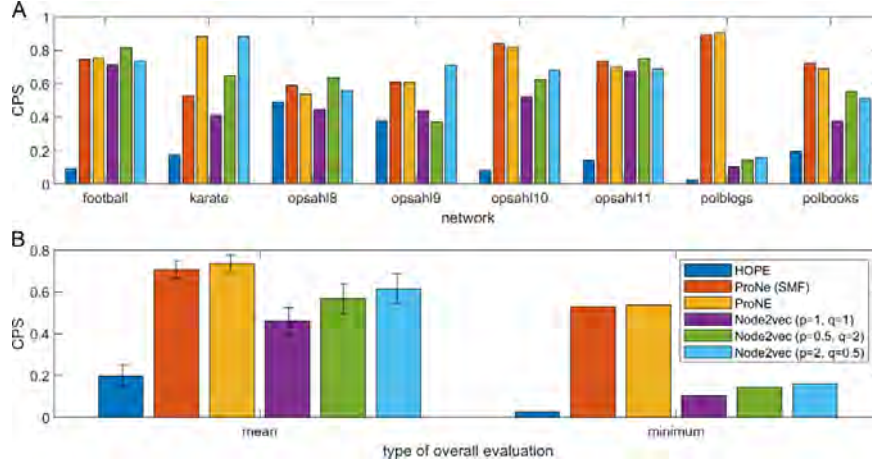 A
1
0.8
0.6
0.4
0.2
0
CPS
football karate opsahl8 opsahl9 opsahl10 opsahl11 polblogs polbooks
network
B
0.8
0.6
0.4
0.2
0
CPS
HOPE
ProNe (SMF)
ProNE
Node2vec (p=1, q=1)
Node2vec (p=0.5, q=2)
Node2vec (p=2, q=0.5)
mean minimum
type of overall evaluation